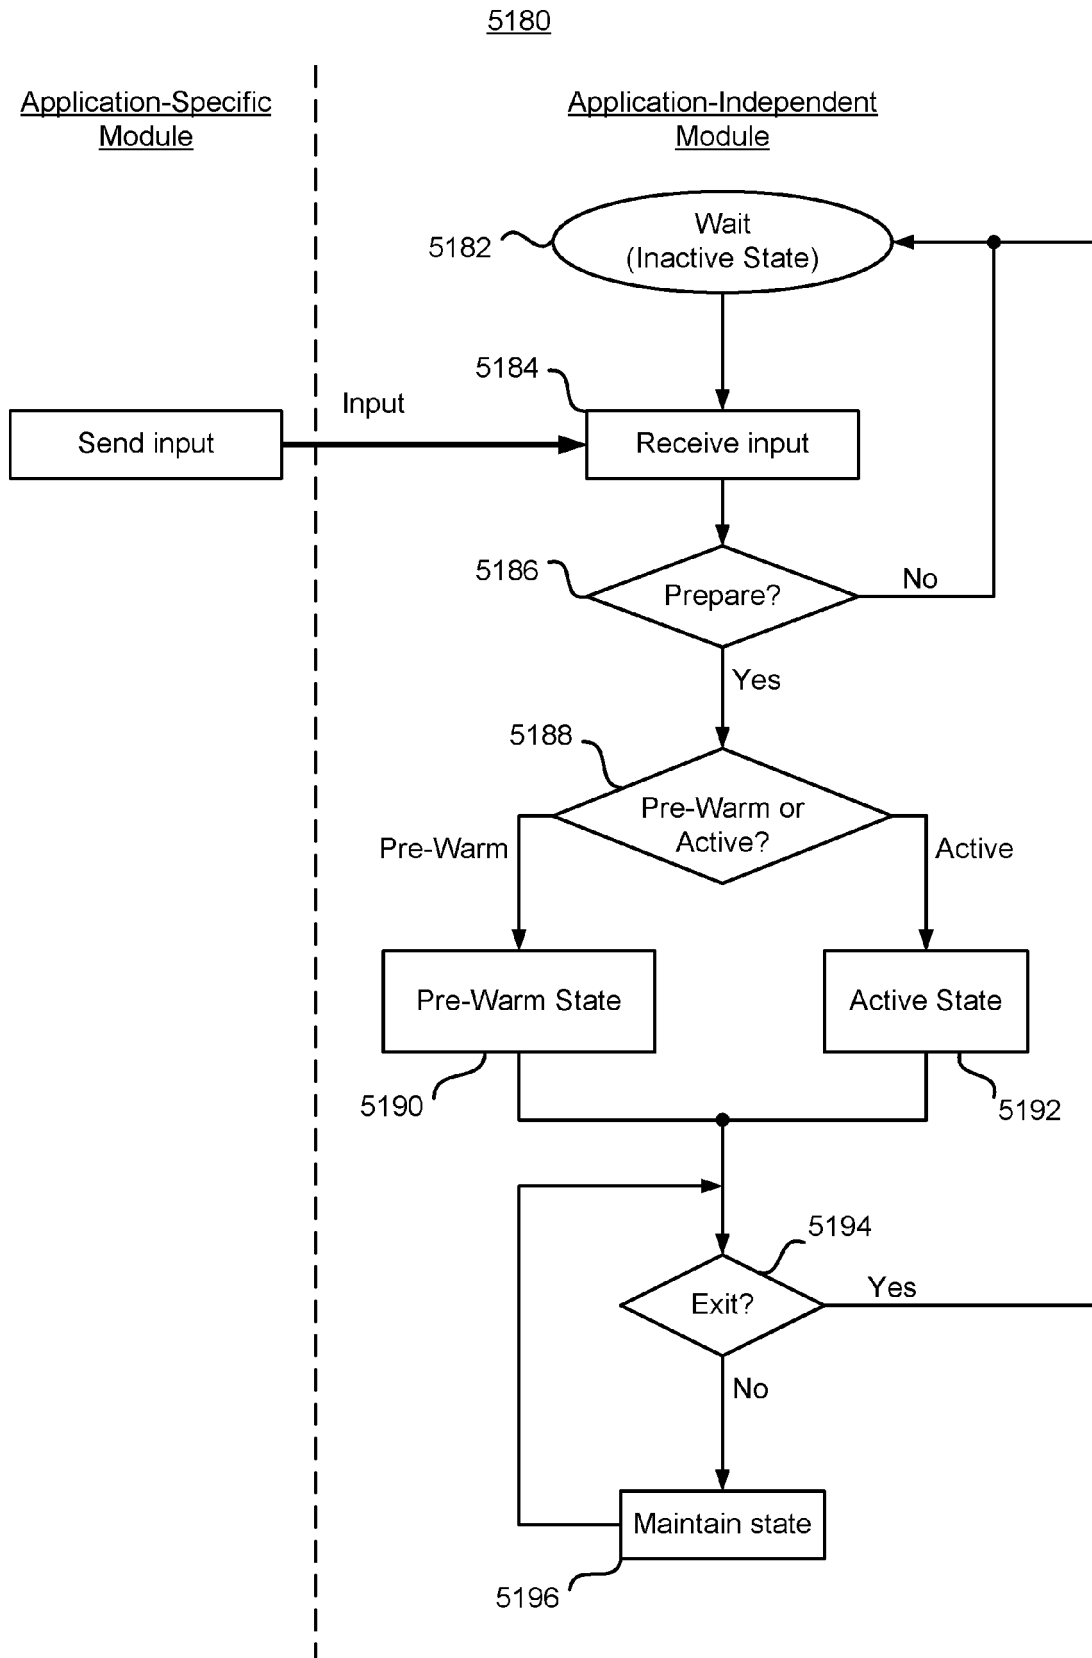 5180
Application-Specific
Module
Application-Independent
Module
Wait
(Inactive State)
5182
5184
Input
Send input
Receive input
5186
Prepare?
No
Yes
5188
Pre-Warm or
Active?
Pre-Warm
Active
Pre-Warm State
Active State
5190
5192
5194
Exit?
Yes
No
Maintain state
5196